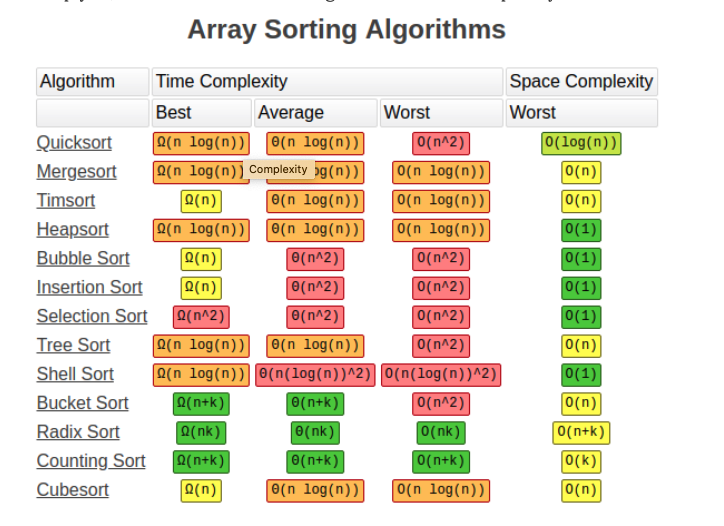 Array Sorting Algorithms
Algorithm Time Complexity Space Complexity
Best Average Worst Worst
Quicksort Ω(n log(n)) Θ(n log(n)) O(n^2) O(log(n))
Mergesort Ω(n log(n)) Complexity log(n)) O(n log(n)) O(n)
Timsort Ω(n) Θ(n log(n)) O(n log(n)) O(n)
Heapsort Ω(n log(n)) Θ(n log(n)) O(n log(n)) O(1)
Bubble Sort Ω(n) Θ(n^2) O(n^2) O(1)
Insertion Sort Ω(n) Θ(n^2) O(n^2) O(1)
Selection Sort Ω(n^2) Θ(n^2) O(n^2) O(1)
Tree Sort Ω(n log(n)) Θ(n log(n)) O(n^2) O(n)
Shell Sort Ω(n log(n)) Θ(n(log(n))^2) O(n(log(n))^2) O(1)
Bucket Sort Ω(n+k) Θ(n+k) O(n^2) O(n)
Radix Sort Ω(nk) Θ(nk) O(nk) O(n+k)
Counting Sort Ω(n+k) Θ(n+k) O(n+k) O(k)
Cubesort Ω(n) Θ(n log(n)) O(n log(n)) O(n)